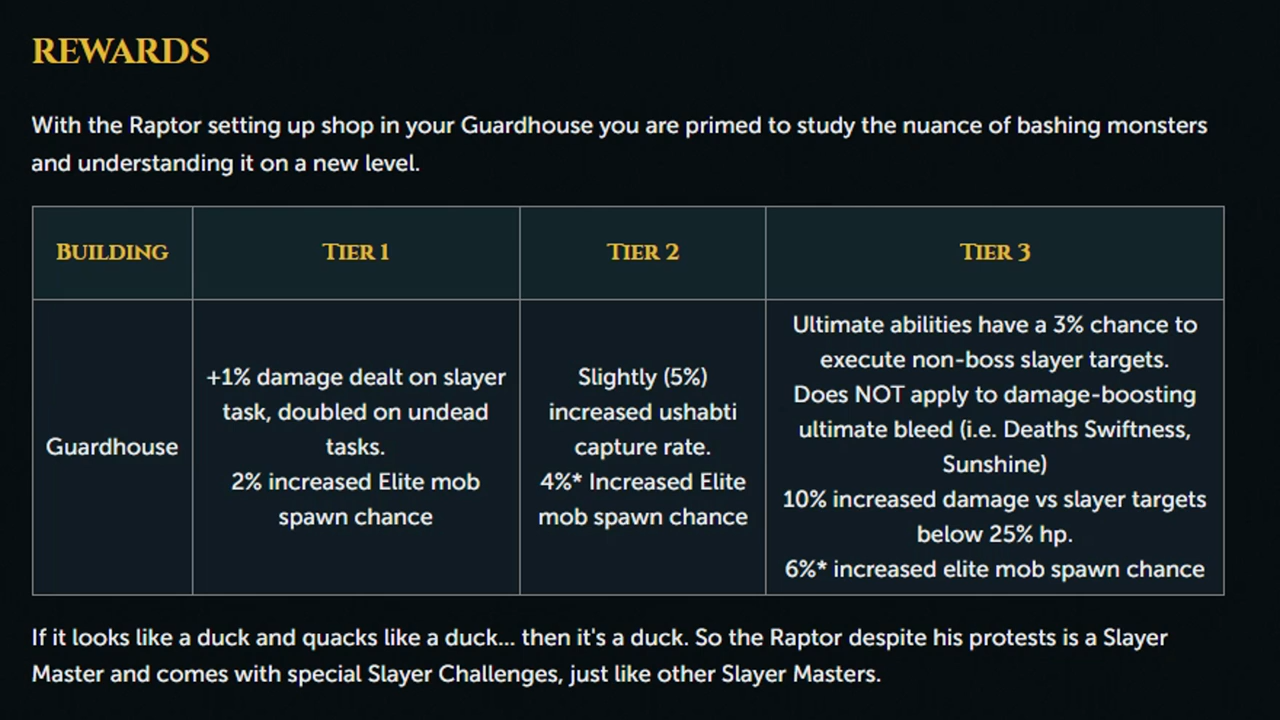 REWARDS
With the Raptor setting up shop in your Guardhouse you are primed to study the nuance of bashing monsters
and understanding it on a new level.
BUILDING
TIER 1
TIER 2
TIER 3
Guardhouse
+1% damage dealt on slayer
task, doubled on undead
tasks.
2% increased Elite mob
spawn chance
Slightly (5%)
increased ushabti
capture rate.
4%* Increased Elite
mob spawn chance
Ultimate abilities have a 3% chance to
execute non-boss slayer targets.
Does NOT apply to damage-boosting
ultimate bleed (i.e. Deaths Swiftness,
Sunshine)
10% increased damage vs slayer targets
below 25% hp.
6%* increased elite mob spawn chance
If it looks like a duck and quacks like a duck... then it's a duck. So the Raptor despite his protests is a Slayer
Master and comes with special Slayer Challenges, just like other Slayer Masters.